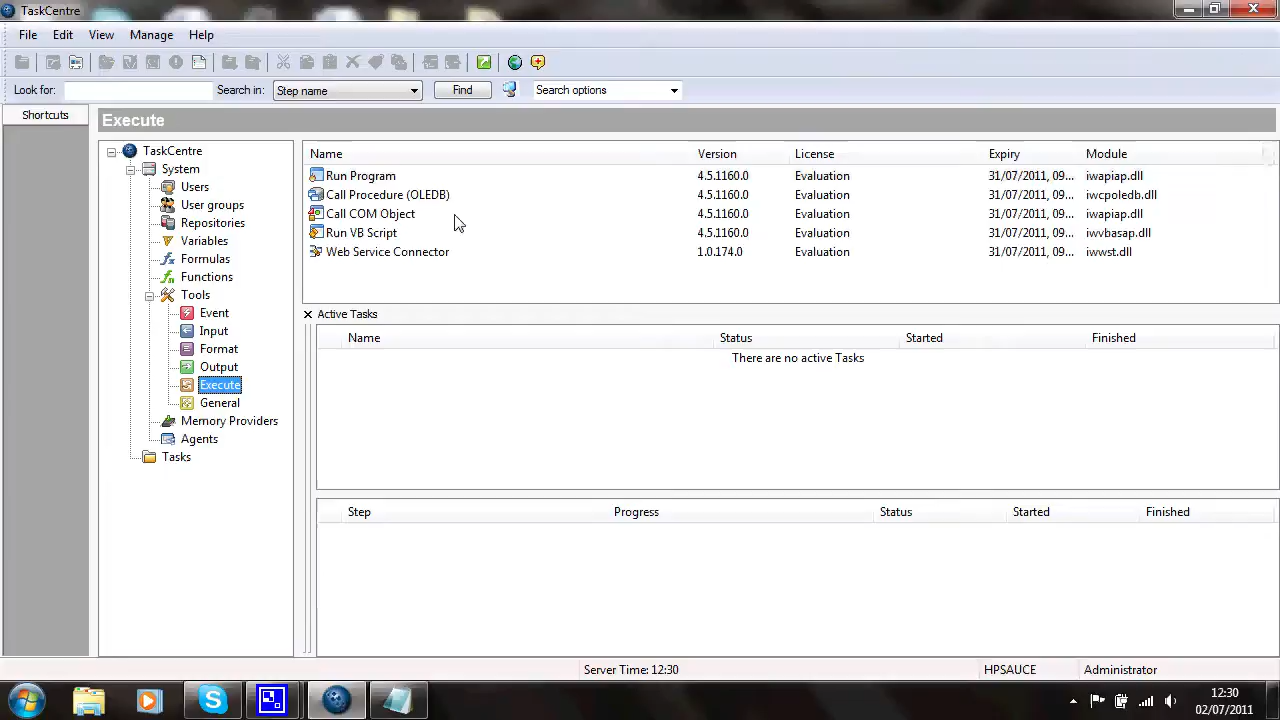 TaskCentre
File Edit View Manage Help
Look for: Search in: Step name Find Search options
Shortcuts
Execute
TaskCentre
System
Users
User groups
Repositories
Variables
Formulas
Functions
Tools
Event
Input
Format
Output
Execute
General
Memory Providers
Agents
Tasks
Name Version License Expiry Module
Run Program 4.5.1160.0 Evaluation 31/07/2011, 09... iwapiap.dll
Call Procedure (OLEDB) 4.5.1160.0 Evaluation 31/07/2011, 09... iwcpoledb.dll
Call COM Object 4.5.1160.0 Evaluation 31/07/2011, 09... iwapiap.dll
Run VB Script 4.5.1160.0 Evaluation 31/07/2011, 09... iwvbasap.dll
Web Service Connector 1.0.174.0 Evaluation 31/07/2011, 09... iwwst.dll
Active Tasks
Name Status Started Finished
There are no active Tasks
Step Progress Status Started Finished
Server Time: 12:30 HPSAUCE Administrator
12:30
02/07/2011